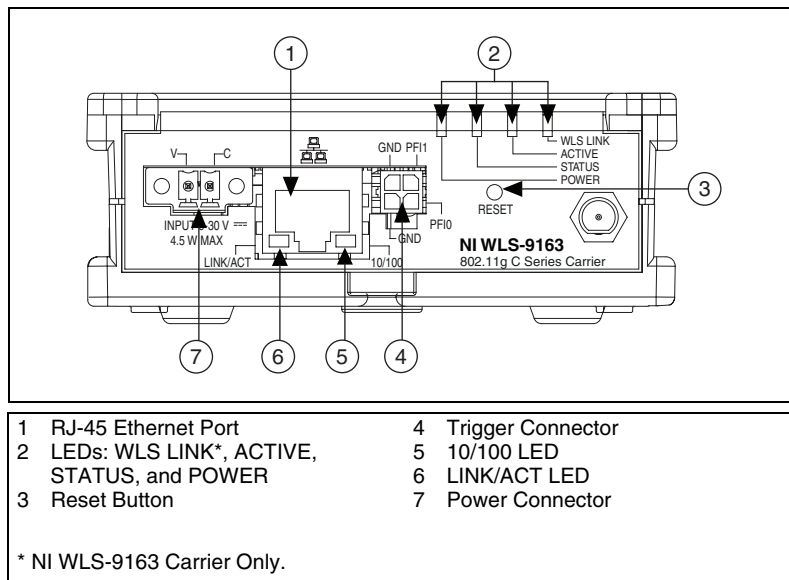 1
2
WLS LINK
ACTIVE
STATUS
POWER
GND PFI1
V C
RESET
3
PFI0
INPUT 9-30 V
4.5 W MAX
GND
NI WLS-9163
802.11g C Series Carrier
LINK/ACT
10/100
7
6
5
4
1 RJ-45 Ethernet Port
2 LEDs: WLS LINK*, ACTIVE,
STATUS, and POWER
3 Reset Button
4 Trigger Connector
5 10/100 LED
6 LINK/ACT LED
7 Power Connector
* NI WLS-9163 Carrier Only.